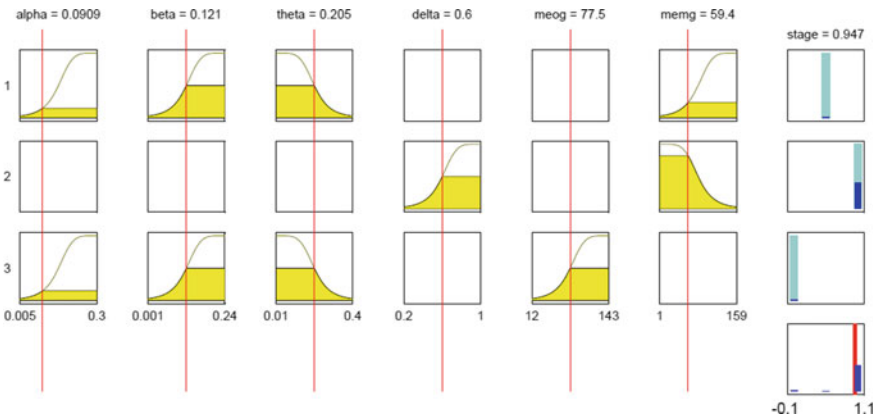 alpha = 0.0909 beta = 0.121 theta = 0.205 delta = 0.6 meog = 77.5 memg = 59.4
stage = 0.947
1
2
3
0.005 0.3 0.001 0.24 0.01 0.4 0.2 1 12 143 1 159
-0.1 1.1